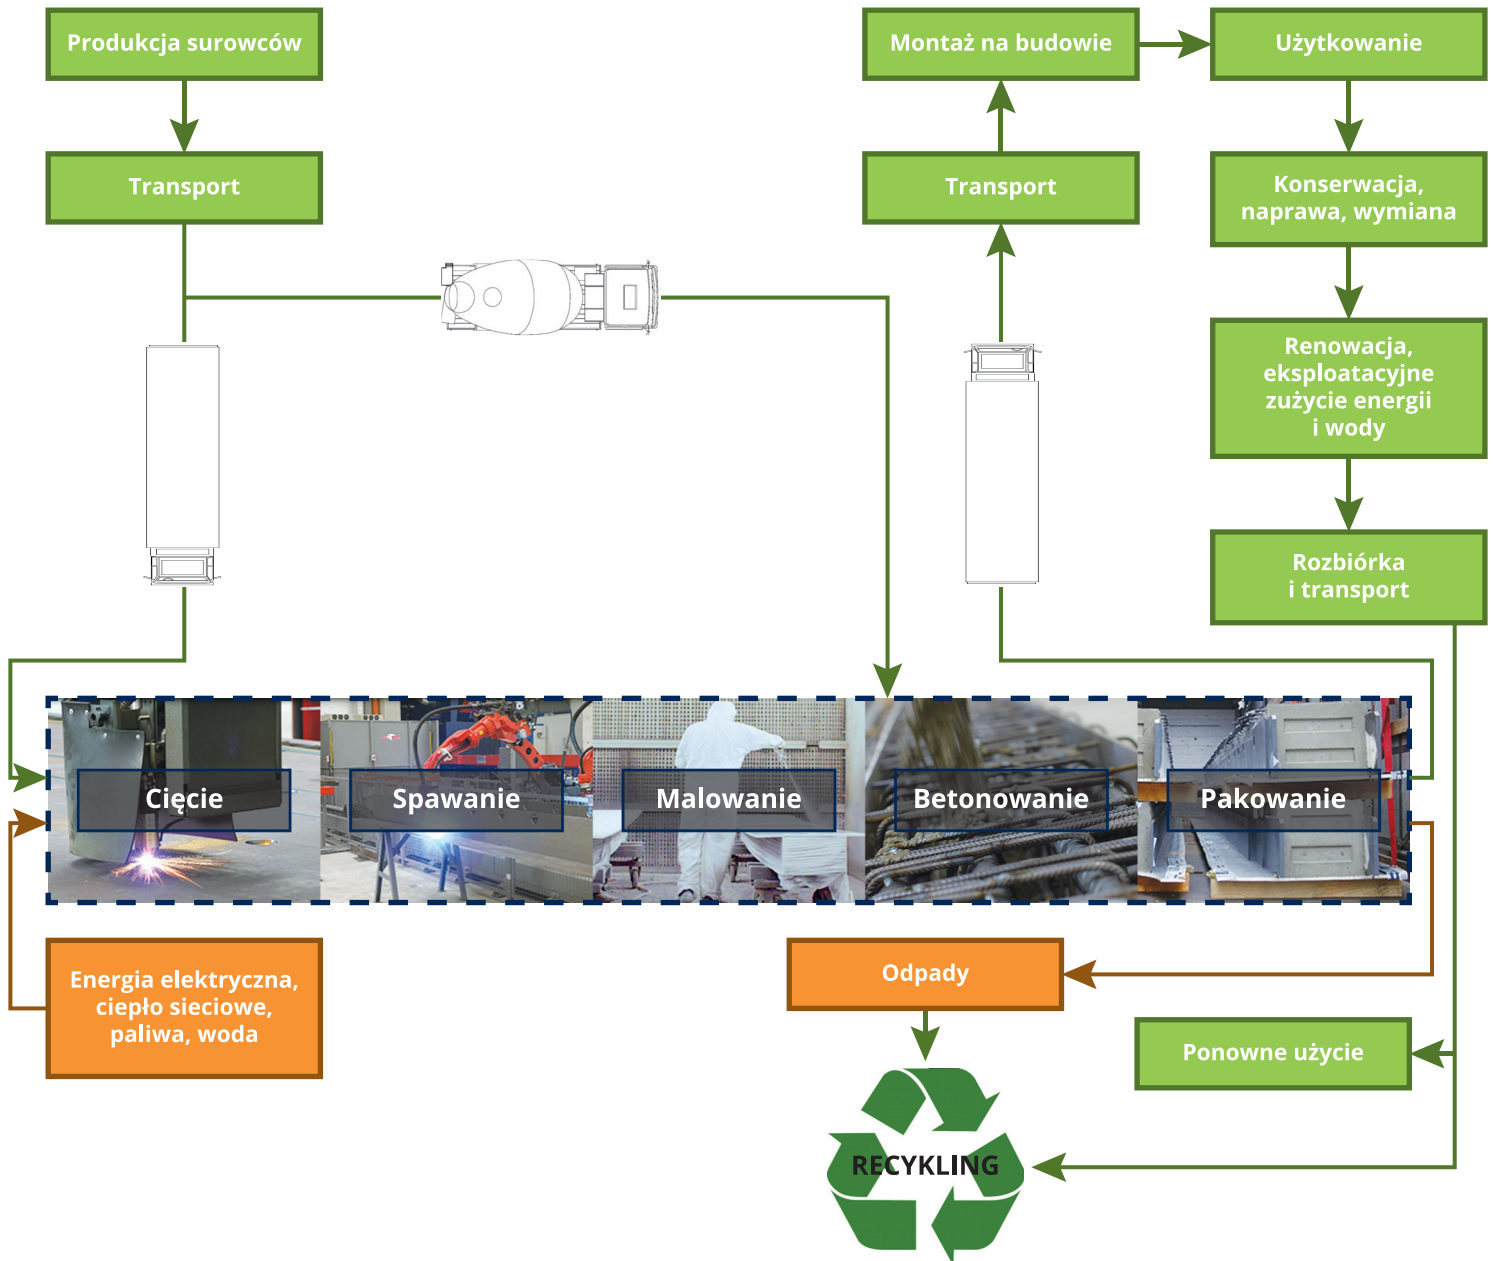 Produkcja surowców
Transport
Montaż na budowie
Transport
Użytkowanie
Konserwacja,
naprawa, wymiana
Renowacja,
eksploatacyjne
zużycie energii
i wody
Rozbiórka
i transport
Cięcie
Spawanie
Malowanie
Betonowanie
Pakowanie
Energia elektryczna,
ciepło sieciowe,
paliwa, woda
Odpady
Ponowne użycie
RECYKLING